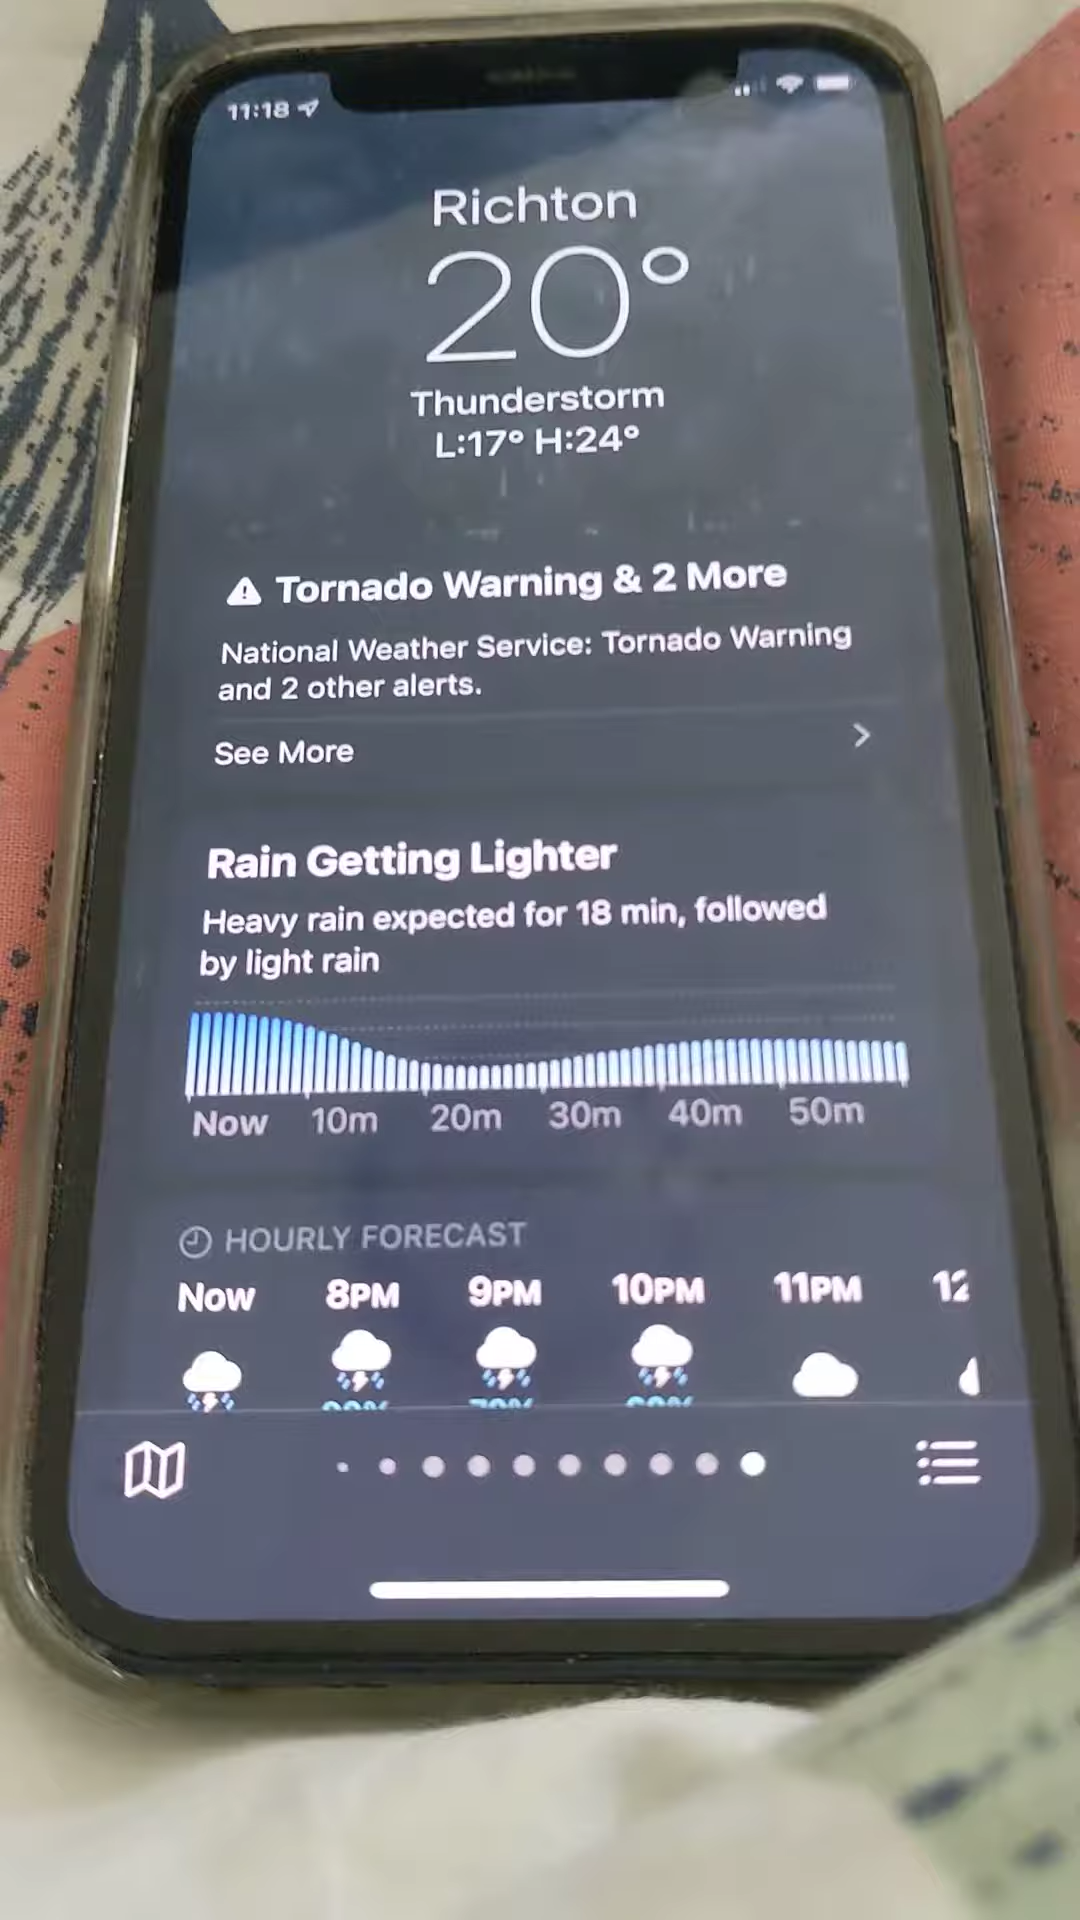 11:18
Richton
20°
Thunderstorm
L:17° H:24°
Tornado Warning & 2 More
National Weather Service: Tornado Warning
and 2 other alerts.
See More
Rain Getting Lighter
Heavy rain expected for 18 min, followed
by light rain
Now 10m 20m 30m 40m 50m
HOURLY FORECAST
Now 8PM 9PM 10PM 11PM 12